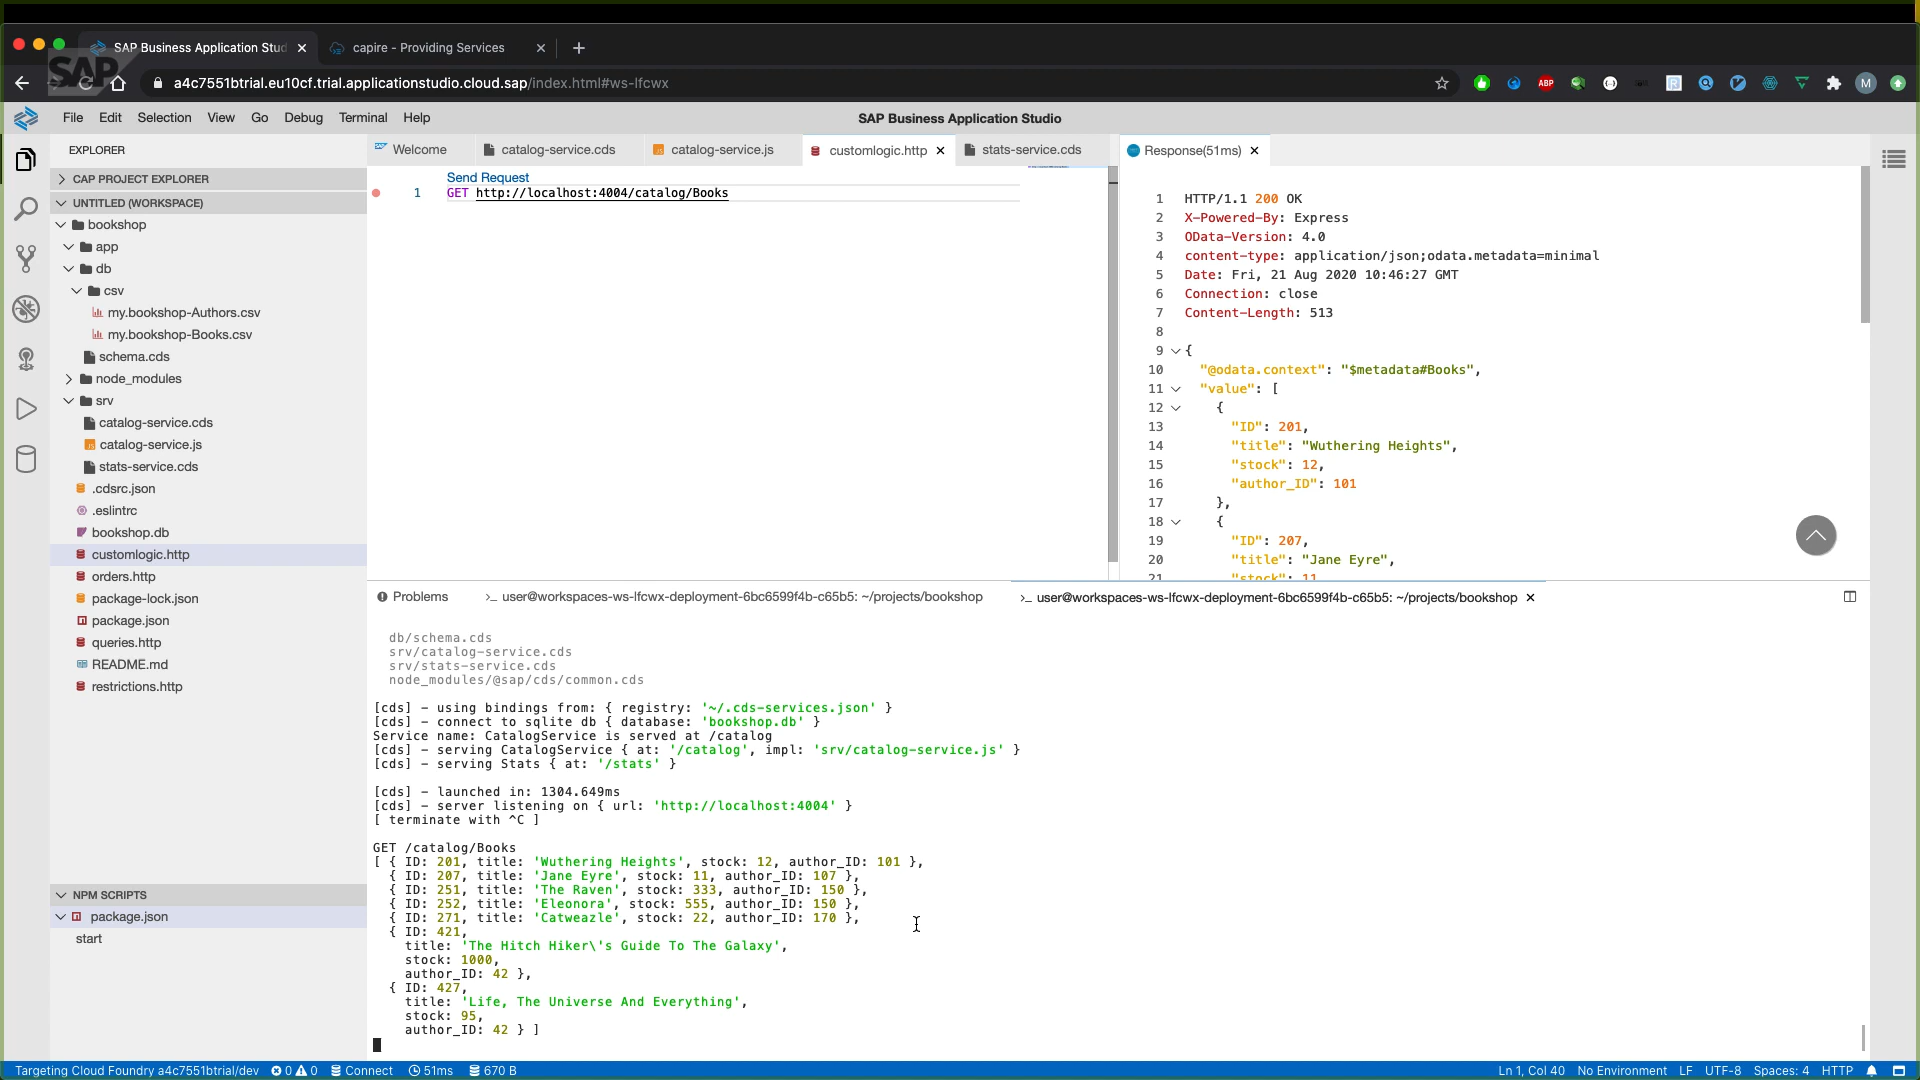 SAP Business Application Stud
capire - Providing Services
SAP
a4c7551btrial.eu10cf.trial.applicationstudio.cloud.sap/index.html#ws-lfcwx
ABP
M
File Edit Selection View Go Debug Terminal Help
SAP Business Application Studio
EXPLORER
CAP PROJECT EXPLORER
UNTITLED (WORKSPACE)
bookshop
app
db
csv
my.bookshop-Authors.csv
my.bookshop-Books.csv
schema.cds
node_modules
srv
catalog-service.cds
catalog-service.js
stats-service.cds
.cdsrc.json
.eslintrc
bookshop.db
customlogic.http
orders.http
package-lock.json
package.json
queries.http
README.md
restrictions.http
NPM SCRIPTS
package.json
start
Welcome
catalog-service.cds
catalog-service.js
customlogic.http
stats-service.cds
Send Request
1 GET http://localhost:4004/catalog/Books
Response(51ms)
1 HTTP/1.1 200 OK
2 X-Powered-By: Express
3 OData-Version: 4.0
4 content-type: application/json;odata.metadata=minimal
5 Date: Fri, 21 Aug 2020 10:46:27 GMT
6 Connection: close
7 Content-Length: 513
8
9 {
10 "@odata.context": "$metadata#Books",
11 "value": [
12 {
13 "ID": 201,
14 "title": "Wuthering Heights",
15 "stock": 12,
16 "author_ID": 101
17 },
18 {
19 "ID": 207,
20 "title": "Jane Eyre",
21 "stock": 11
Problems
>_ user@workspaces-ws-lfcwx-deployment-6bc6599f4b-c65b5: ~/projects/bookshop
>_ user@workspaces-ws-lfcwx-deployment-6bc6599f4b-c65b5: ~/projects/bookshop
db/schema.cds
srv/catalog-service.cds
srv/stats-service.cds
node_modules/@sap/cds/common.cds
[cds] - using bindings from: { registry: '~/.cds-services.json' }
[cds] - connect to sqlite db { database: 'bookshop.db' }
Service name: CatalogService is served at /catalog
[cds] - serving CatalogService { at: '/catalog', impl: 'srv/catalog-service.js' }
[cds] - serving Stats { at: '/stats' }
[cds] - launched in: 1304.649ms
[cds] - server listening on { url: 'http://localhost:4004' }
[ terminate with ^C ]
GET /catalog/Books
[ { ID: 201, title: 'Wuthering Heights', stock: 12, author_ID: 101 },
{ ID: 207, title: 'Jane Eyre', stock: 11, author_ID: 107 },
{ ID: 251, title: 'The Raven', stock: 333, author_ID: 150 },
{ ID: 252, title: 'Eleonora', stock: 555, author_ID: 150 },
{ ID: 271, title: 'Catweazle', stock: 22, author_ID: 170 },
{ ID: 421,
title: 'The Hitch Hiker\'s Guide To The Galaxy',
stock: 1000,
author_ID: 42 },
{ ID: 427,
title: 'Life, The Universe And Everything',
stock: 95,
author_ID: 42 } ]
Targeting Cloud Foundry a4c7551btrial/dev 0 0 Connect 51ms 670 B
Ln 1, Col 40 No Environment LF UTF-8 Spaces: 4 HTTP